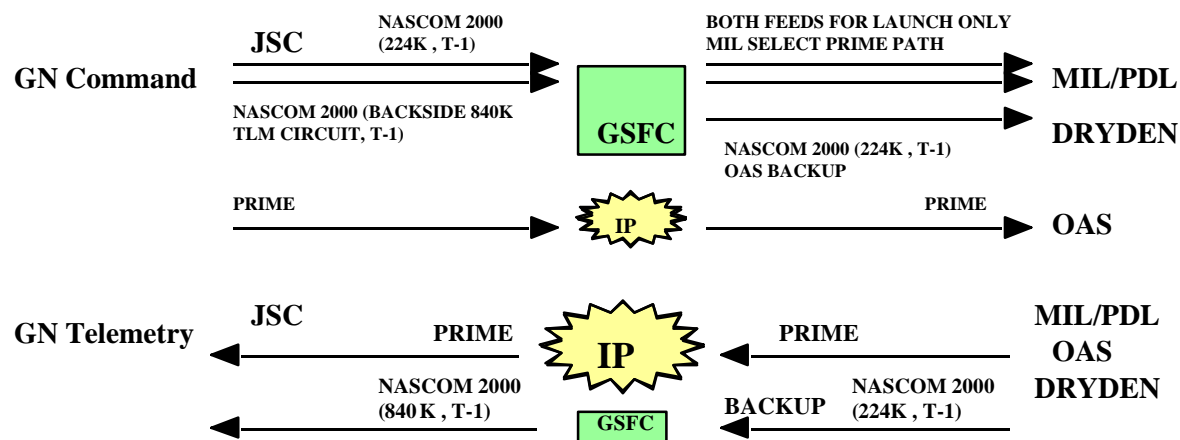 NASCOM 2000
(224K , T-1)
BOTH FEEDS FOR LAUNCH ONLY
MIL SELECT PRIME PATH
JSC
GN Command
MIL/PDL
NASCOM 2000 (BACKSIDE 840K
TLM CIRCUIT, T-1)
GSFC
DRYDEN
NASCOM 2000 (224K , T-1)
OAS BACKUP
PRIME
IP
PRIME
OAS
GN Telemetry
JSC
PRIME
IP
PRIME
MIL/PDL
OAS
DRYDEN
NASCOM 2000
(840 K , T-1)
GSFC
BACKUP
NASCOM 2000
(224K , T-1)